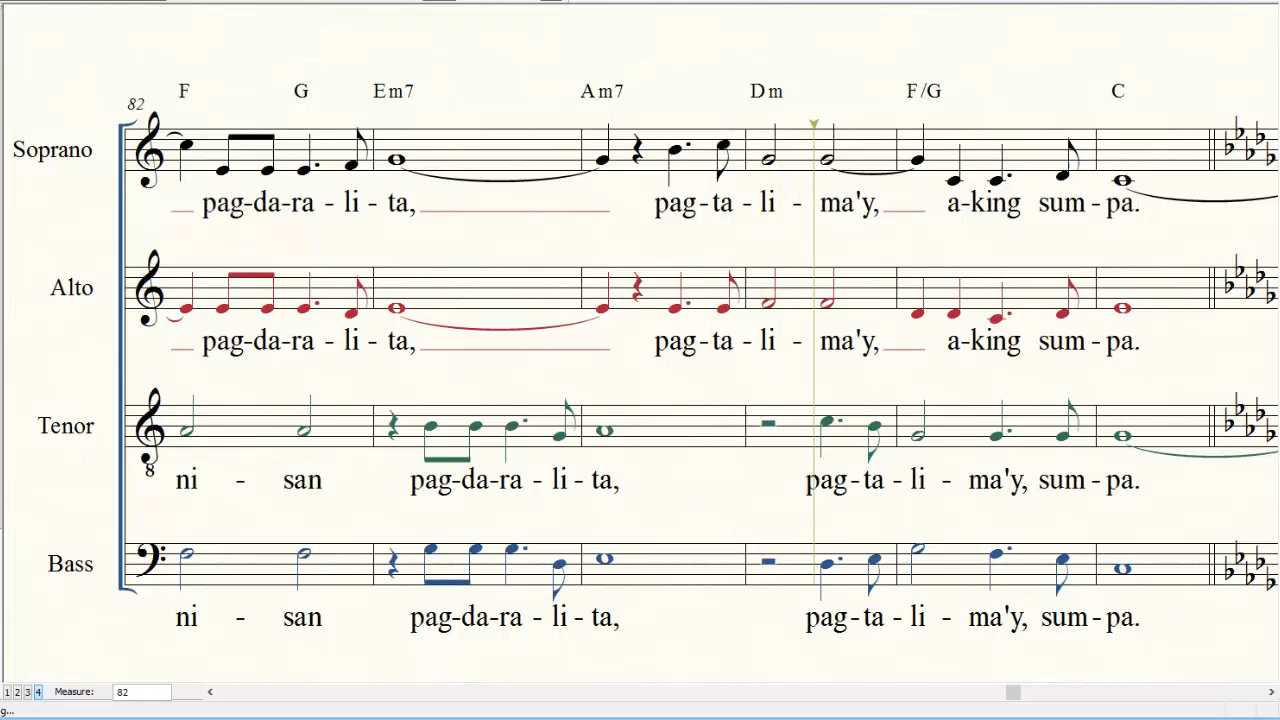 F G Em7 Am7 Dm F/G C
82
Soprano
pag-da-ra - li - ta, pag-ta - li - ma'y, a-king sum-pa.
Alto
pag-da-ra - li - ta, pag-ta - li - ma'y, a-king sum-pa.
Tenor
8
ni - san pag-da-ra - li - ta, pag-ta - li - ma'y, sum-pa.
Bass
ni - san pag-da-ra - li - ta, pag-ta - li - ma'y, sum-pa.
1 2 3 4 Measure: 82
g...